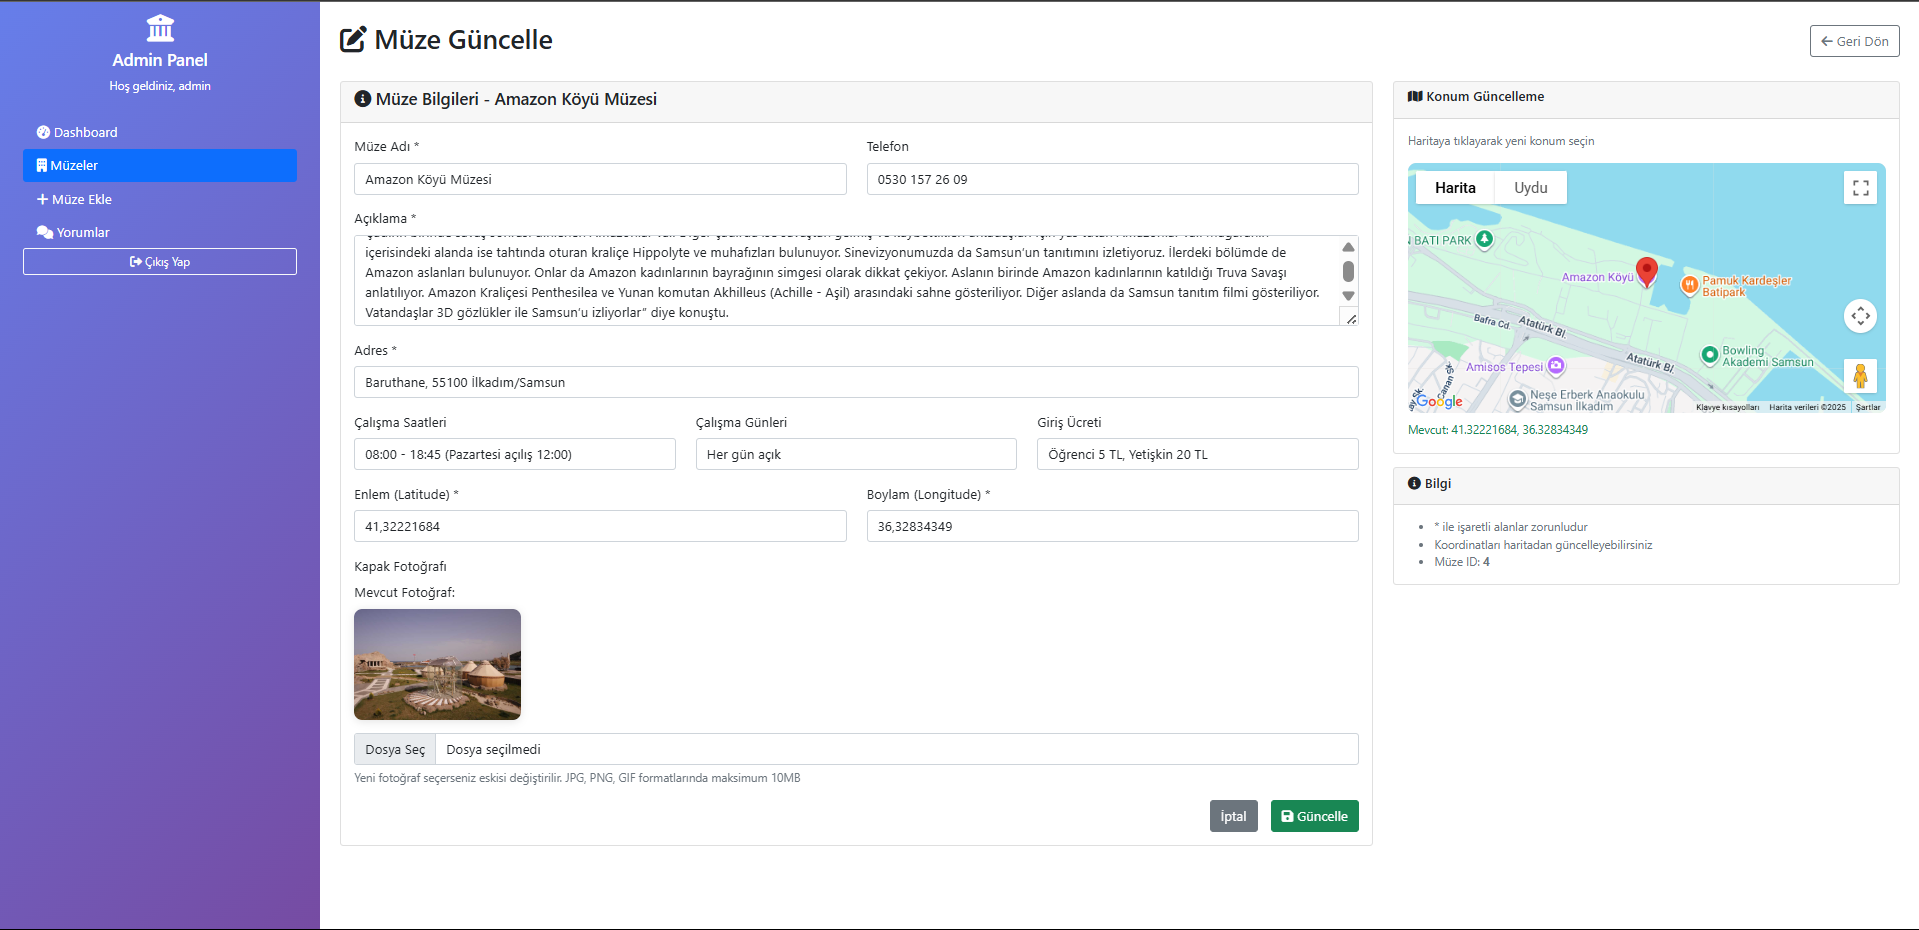 Admin Panel
Hoş geldiniz, admin
Dashboard
Müzeler
Müze Ekle
Yorumlar
Çıkış Yap
Müze Güncelle
Geri Dön
Müze Bilgileri - Amazon Köyü Müzesi
Müze Adı *
Telefon
Amazon Köyü Müzesi
0530 157 26 09
Açıklama *
içerisindeki alanda ise tahtında oturan kraliçe Hippolyte ve muhafızları bulunuyor. Sinevizyonumuzda da Samsun'un tanıtımını izletiyoruz. İlerdeki bölümde de
Amazon aslanları bulunuyor. Onlar da Amazon kadınlarının bayrağının simgesi olarak dikkat çekiyor. Aslanın birinde Amazon kadınlarının katıldığı Truva Savaşı
anlatılıyor. Amazon Kraliçesi Penthesilea ve Yunan komutan Akhilleus (Achille - Aşil) arasındaki sahne gösteriliyor. Diğer aslanda da Samsun tanıtım filmi gösteriliyor.
Vatandaşlar 3D gözlükler ile Samsun'u izliyorlar" diye konuştu.
Adres *
Baruthane, 55100 İlkadım/Samsun
Çalışma Saatleri
Çalışma Günleri
Giriş Ücreti
08:00 - 18:45 (Pazartesi açılış 12:00)
Her gün açık
Öğrenci 5 TL, Yetişkin 20 TL
Enlem (Latitude) *
Boylam (Longitude) *
41,32221684
36,32834349
Kapak Fotoğrafı
Mevcut Fotoğraf:
Dosya Seç
Dosya seçilmedi
Yeni fotoğraf seçerseniz eskisi değiştirilir. JPG, PNG, GIF formatlarında maksimum 10MB
İptal
Güncelle
Konum Güncelleme
Haritaya tıklayarak yeni konum seçin
Harita
Uydu
N BATI PARK
Amazon Köyü
Pamuk Kardeşler
Batipark
Bafra Cd.
Atatürk Bl.
Atatürk Bl.
Bowling
Akademi Samsun
Amisos Tepesi
Canan Sk.
Neşe Erberk Anaokulu
Samsun İlkadım
Google
Klavye kısayolları
Harita verileri ©2025
Şartlar
Mevcut: 41.32221684, 36.32834349
Bilgi
* ile işaretli alanlar zorunludur
Koordinatları haritadan güncelleyebilirsiniz
Müze ID: 4